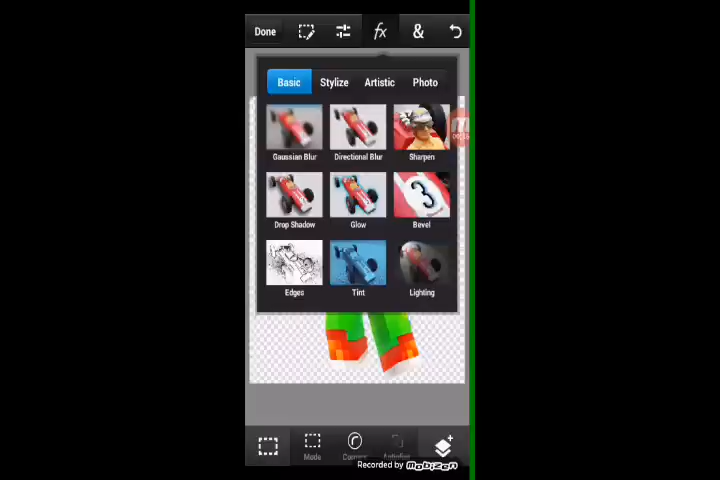 Done fx &
Basic Stylize Artistic Photo
Gaussian Blur Directional Blur Sharpen
3
Drop Shadow Glow Bevel
Edges Tint Lighting
Mode
Recorded by Mobizen